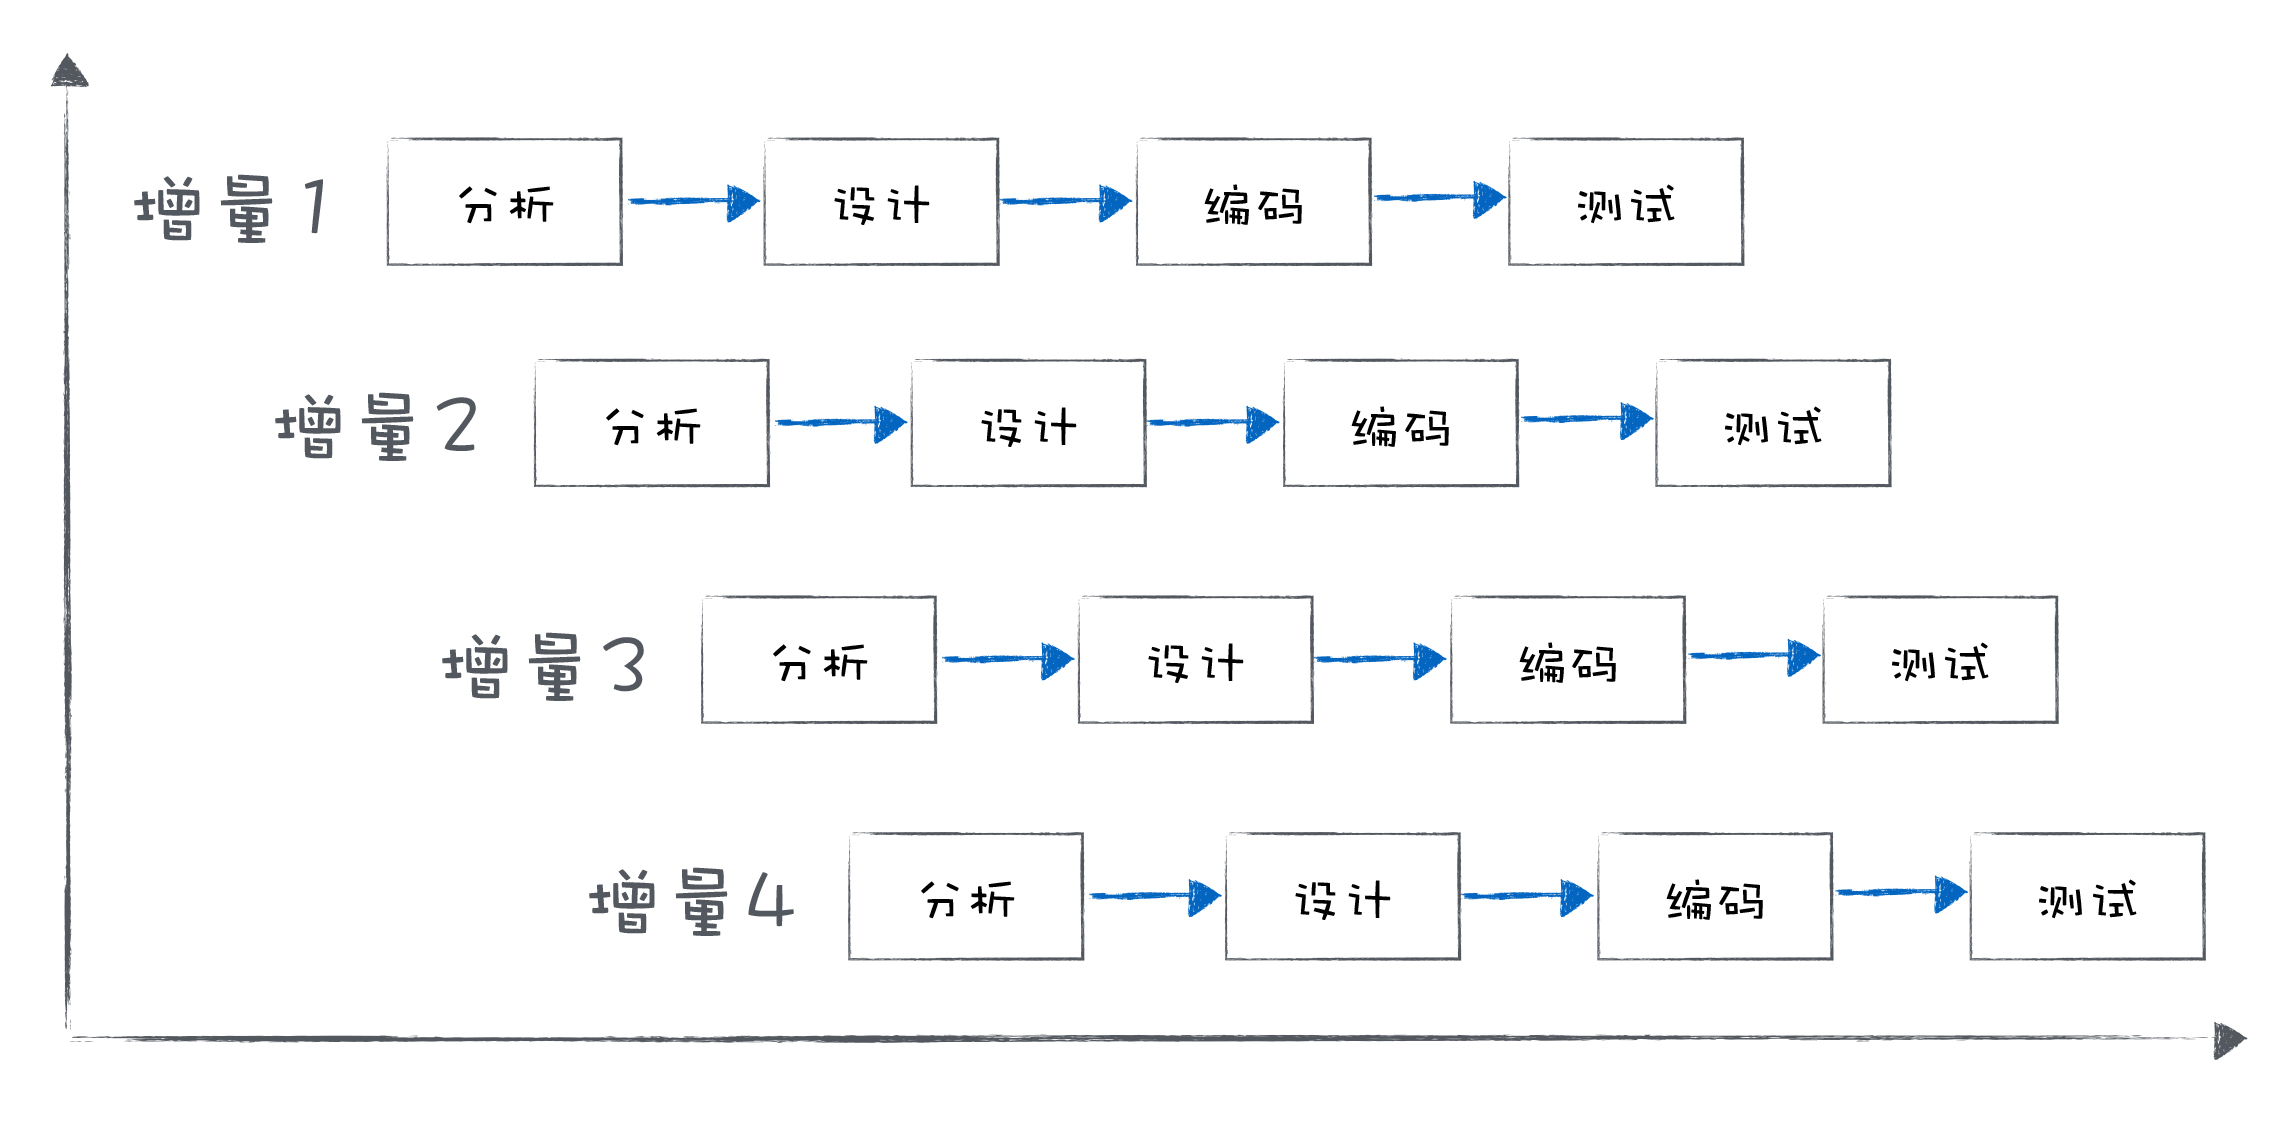 增量1 分析 设计 编码 测试
增量2 分析 设计 编码 测试
增量3 分析 设计 编码 测试
增量4 分析 设计 编码 测试